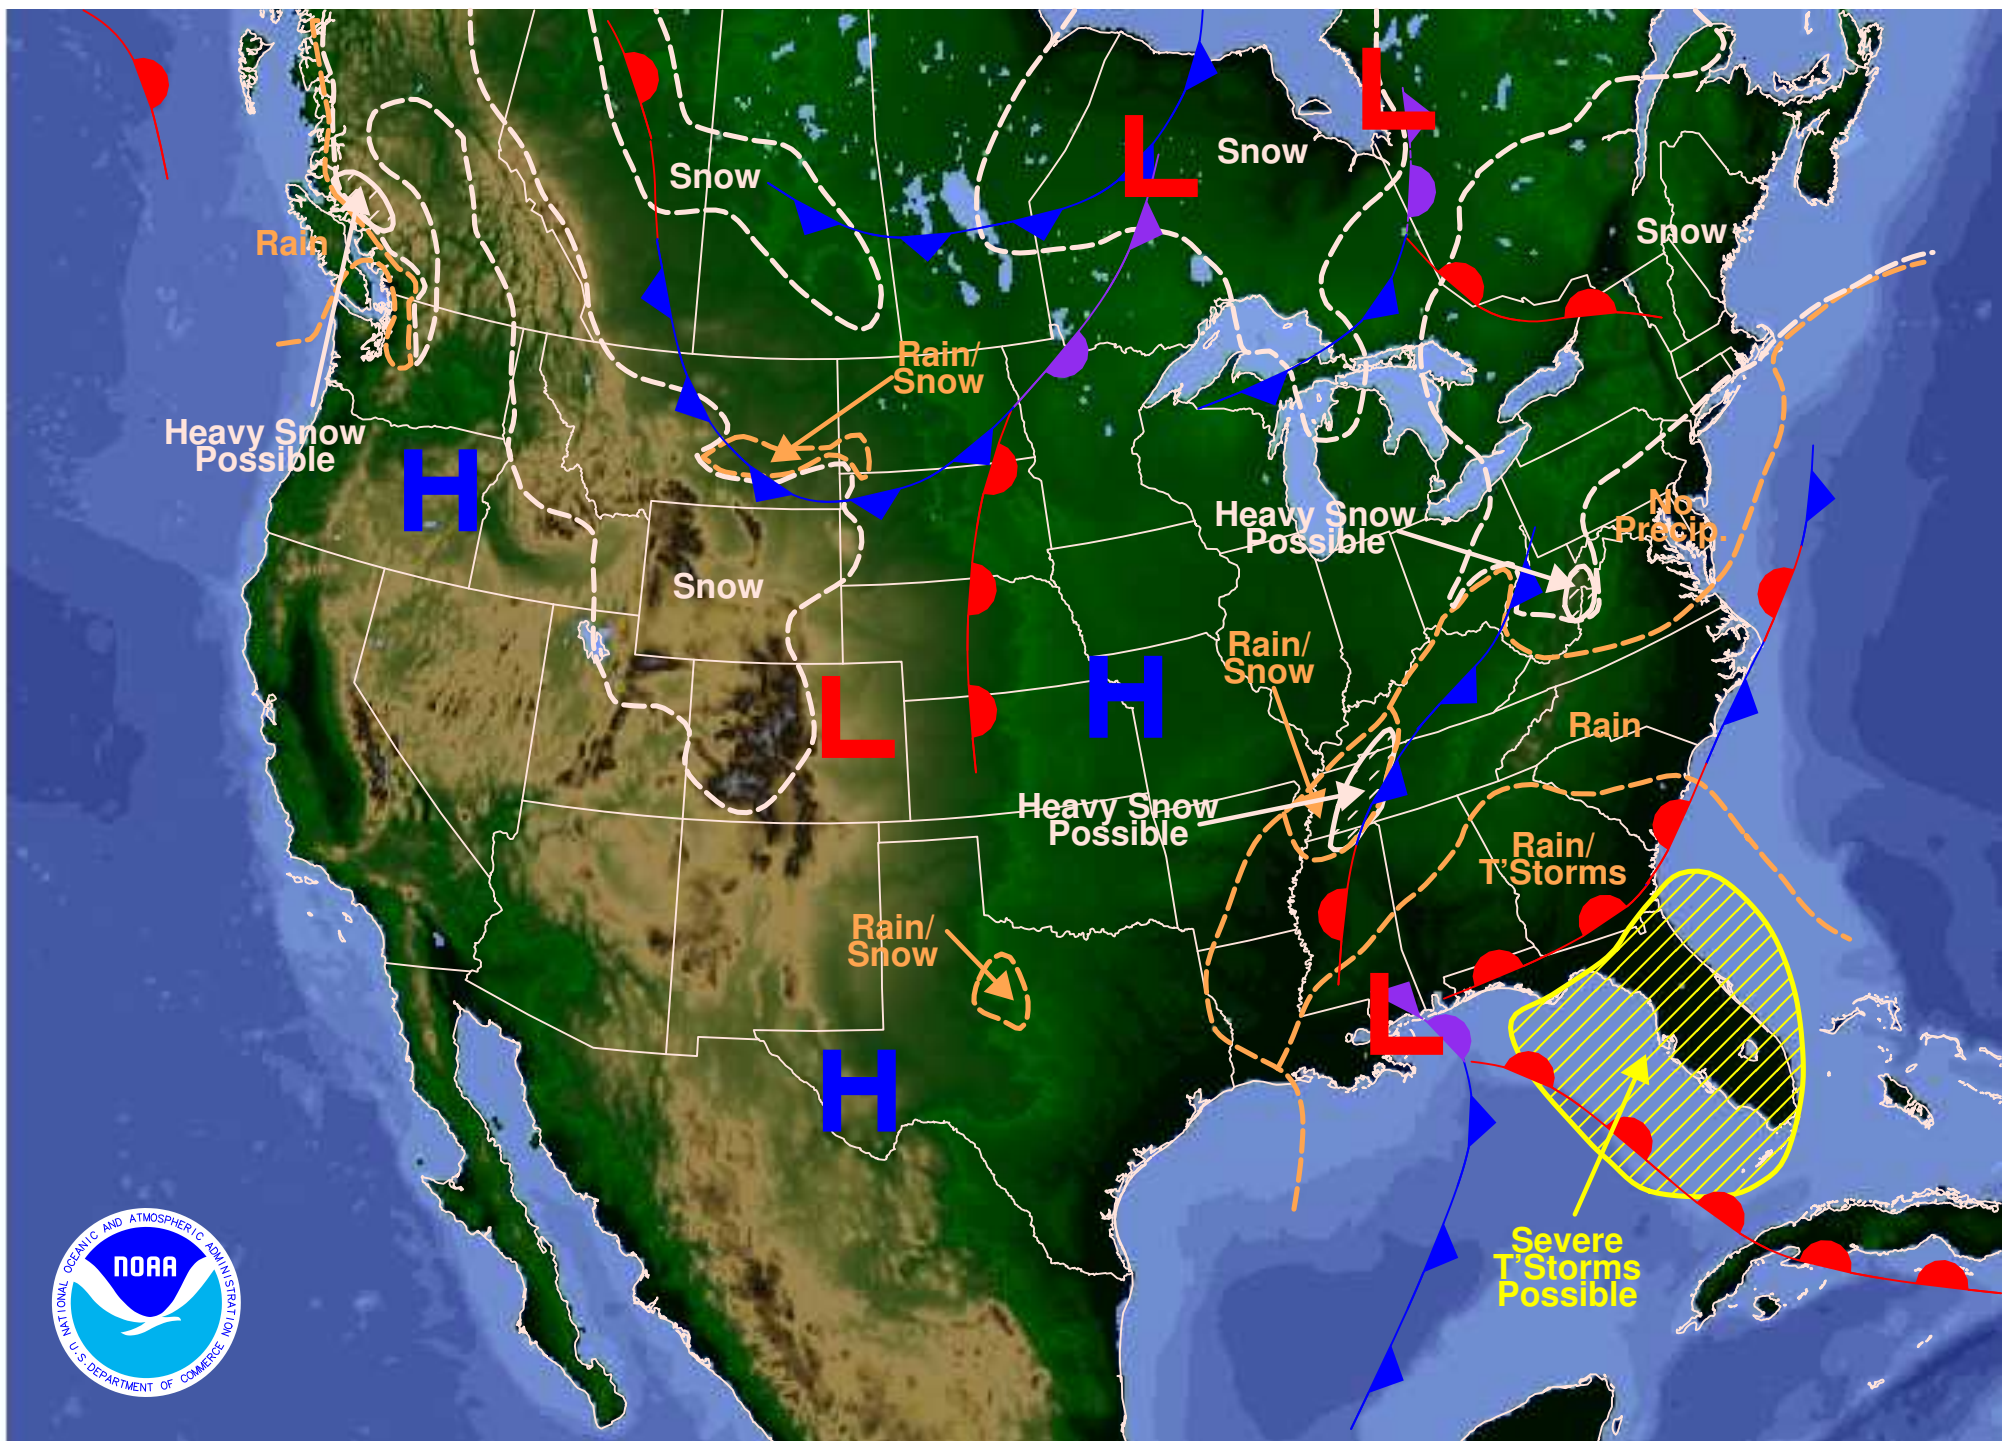 L
L
Snow
Snow
Snow
Rain
Snow
Rain/
Snow
Heavy Snow
Possible
H
No
Precip.
Heavy Snow
Possible
Snow
Rain/
Snow
H
L
Rain
Heavy Snow
Possible
Rain/
T'Storms
Rain/
Snow
L
H
Severe
T'Storms
Possible
NATIONAL OCEANIC AND ATMOSPHERIC ADMINISTRATION
NOAA
U.S. DEPARTMENT OF COMMERCE